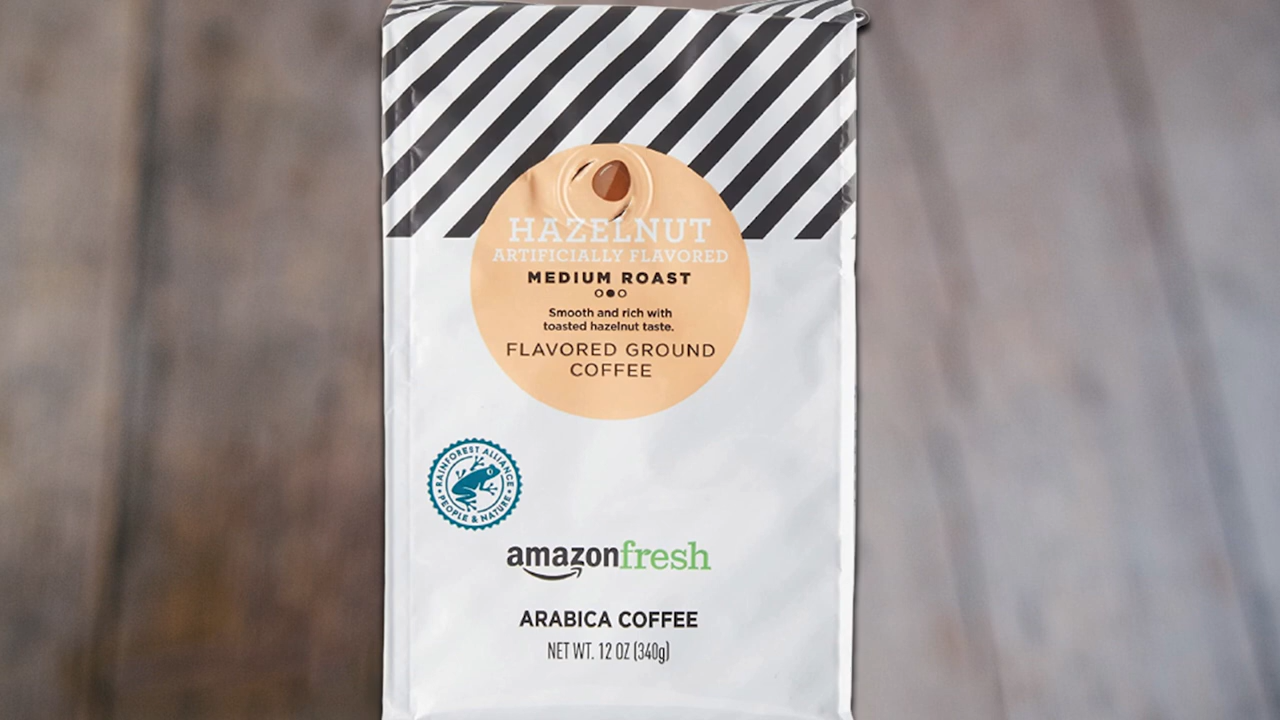 HAZELNUT
ARTIFICIALLY FLAVORED
MEDIUM ROAST
Smooth and rich with
toasted hazelnut taste.
FLAVORED GROUND
COFFEE
RAINFOREST ALLIANCE
PEOPLE & NATURE
amazonfresh
ARABICA COFFEE
NET WT. 12 OZ (340g)